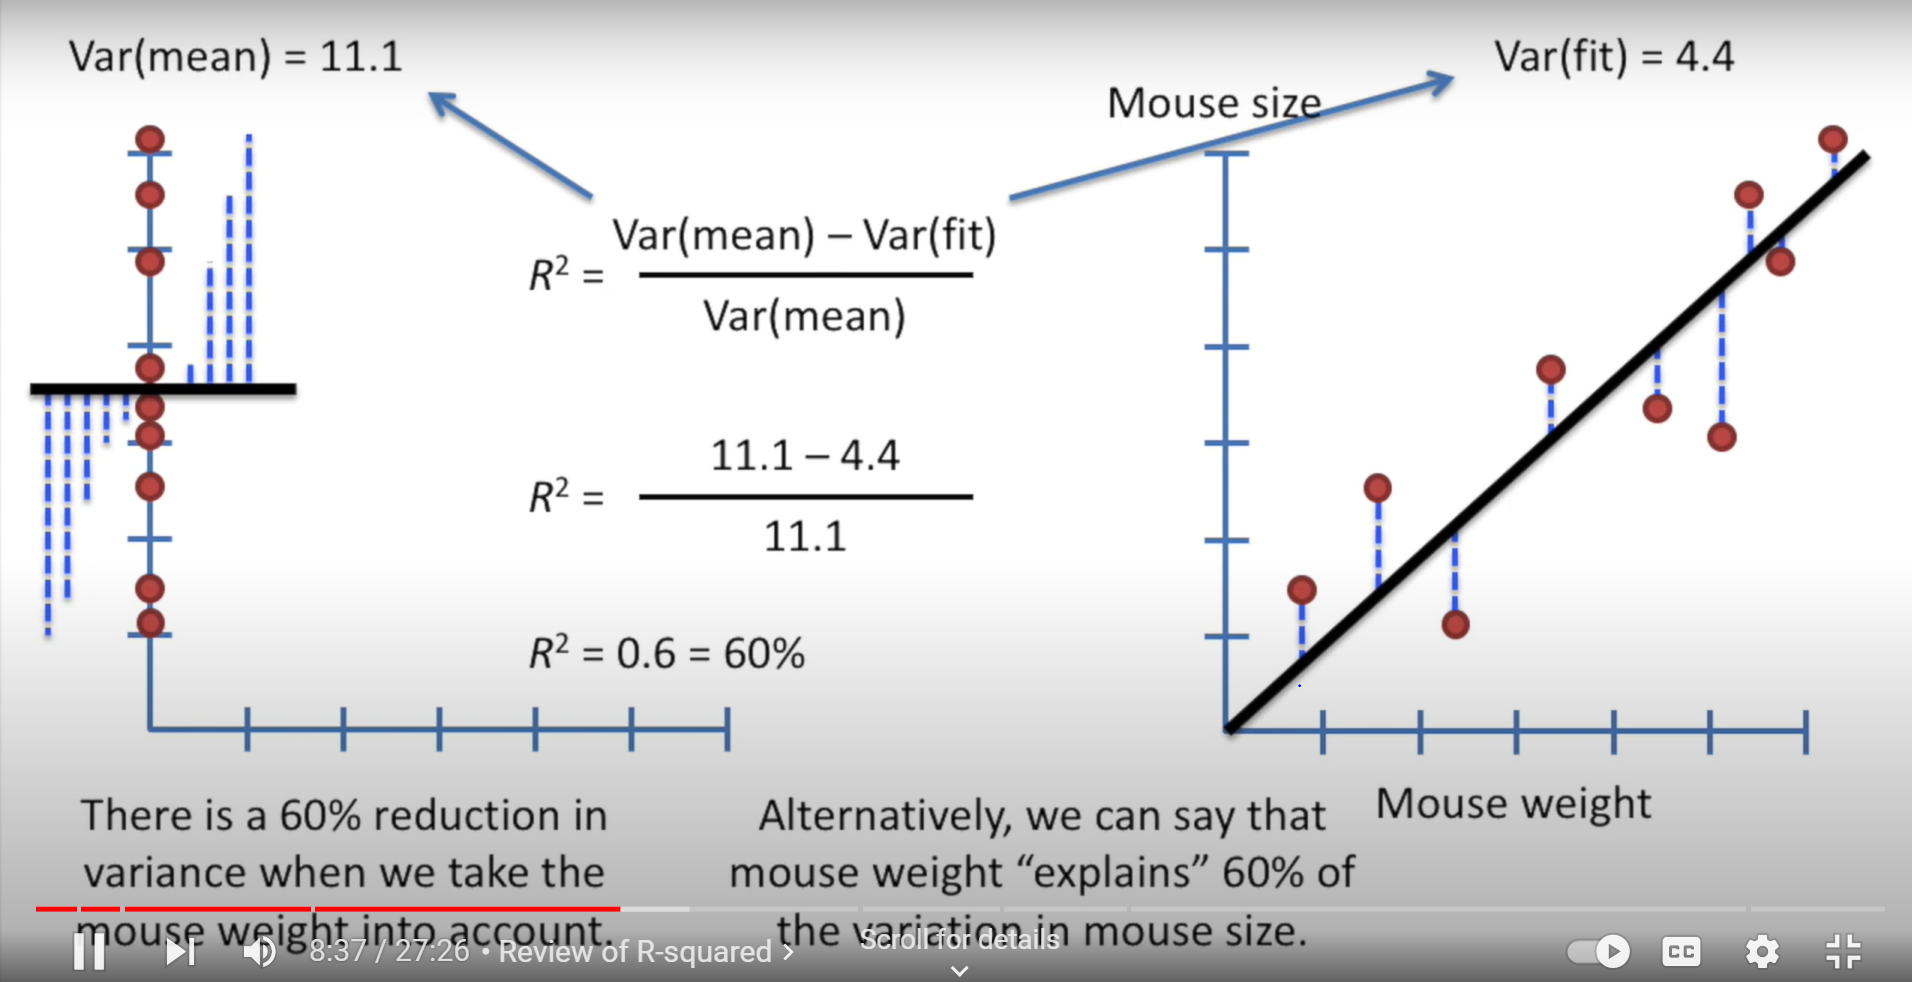 Var(mean) = 11.1
Var(fit) = 4.4
Mouse size
Var(mean) – Var(fit)
R² =
Var(mean)
11.1 – 4.4
R² =
11.1
R² = 0.6 = 60%
Mouse weight
There is a 60% reduction in
variance when we take the
mouse weight into account.
Alternatively, we can say that
mouse weight “explains” 60% of
the variation in mouse size.
8:37 / 27:26 • Review of R-squared >
Scroll for details
CC